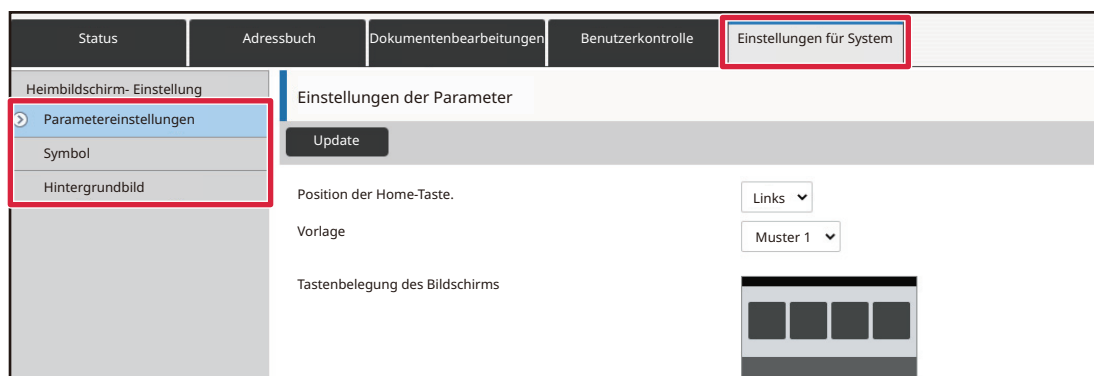 Status
Adressbuch
Dokumentenbearbeitungen
Benutzerkontrolle
Einstellungen für System
Heimbildschirm- Einstellung
Parametereinstellungen
Symbol
Hintergrundbild
Einstellungen der Parameter
Update
Position der Home-Taste.
Links
Vorlage
Muster 1
Tastenbelegung des Bildschirms